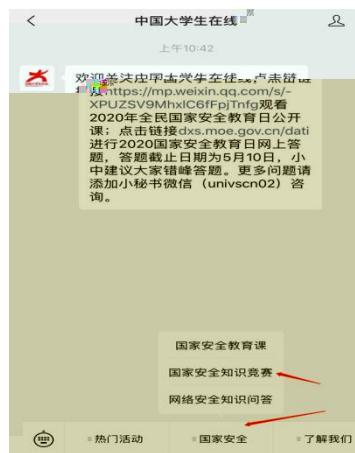 中国大学生在线
上午10:42
欢迎关注中国大学生在线，点击链
接https://mp.weixin.qq.com/s/-
XPUZSV9MhxlC6fFpjTnfg观看
2020年全民国家安全教育日公开
课；点击链接dxs.moe.gov.cn/dati
进行2020国家安全教育日网上答
题，答题截止日期为5月10日，小
中建议大家错峰答题。更多问题请
添加小秘书微信（univscn02）咨
询。
国家安全教育课
国家安全知识竞赛
网络安全知识问答
热门活动
国家安全
了解我们